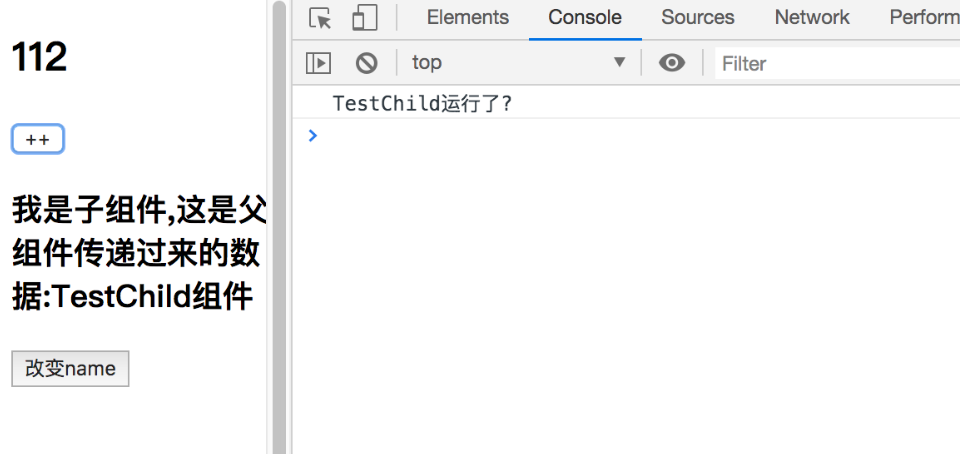 112
++
我是子组件,这是父
组件传递过来的数
据:TestChild组件
改变name
Elements Console Sources Network Perform
top Filter
TestChild运行了?